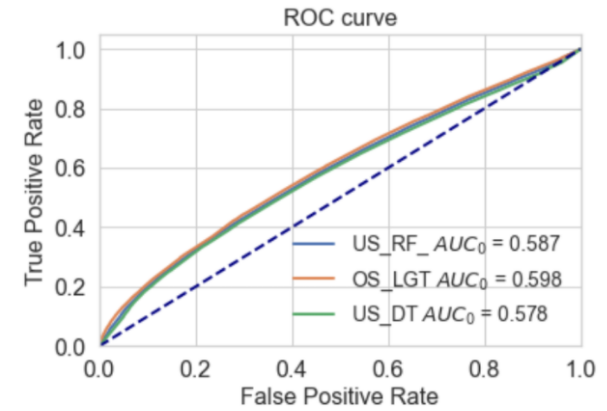 ROC curve
True Positive Rate
1.0
0.8
0.6
0.4
0.2
0.0
US_RF_ AUC₀ = 0.587
OS_LGT AUC₀ = 0.598
US_DT AUC₀ = 0.578
0.0 0.2 0.4 0.6 0.8 1.0
False Positive Rate